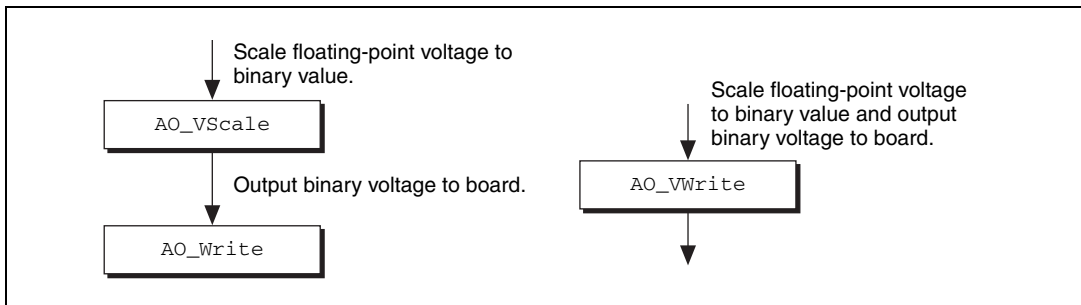 Scale floating-point voltage to
binary value.
AO_VScale
Output binary voltage to board.
AO_Write
Scale floating-point voltage
to binary value and output
binary voltage to board.
AO_VWrite